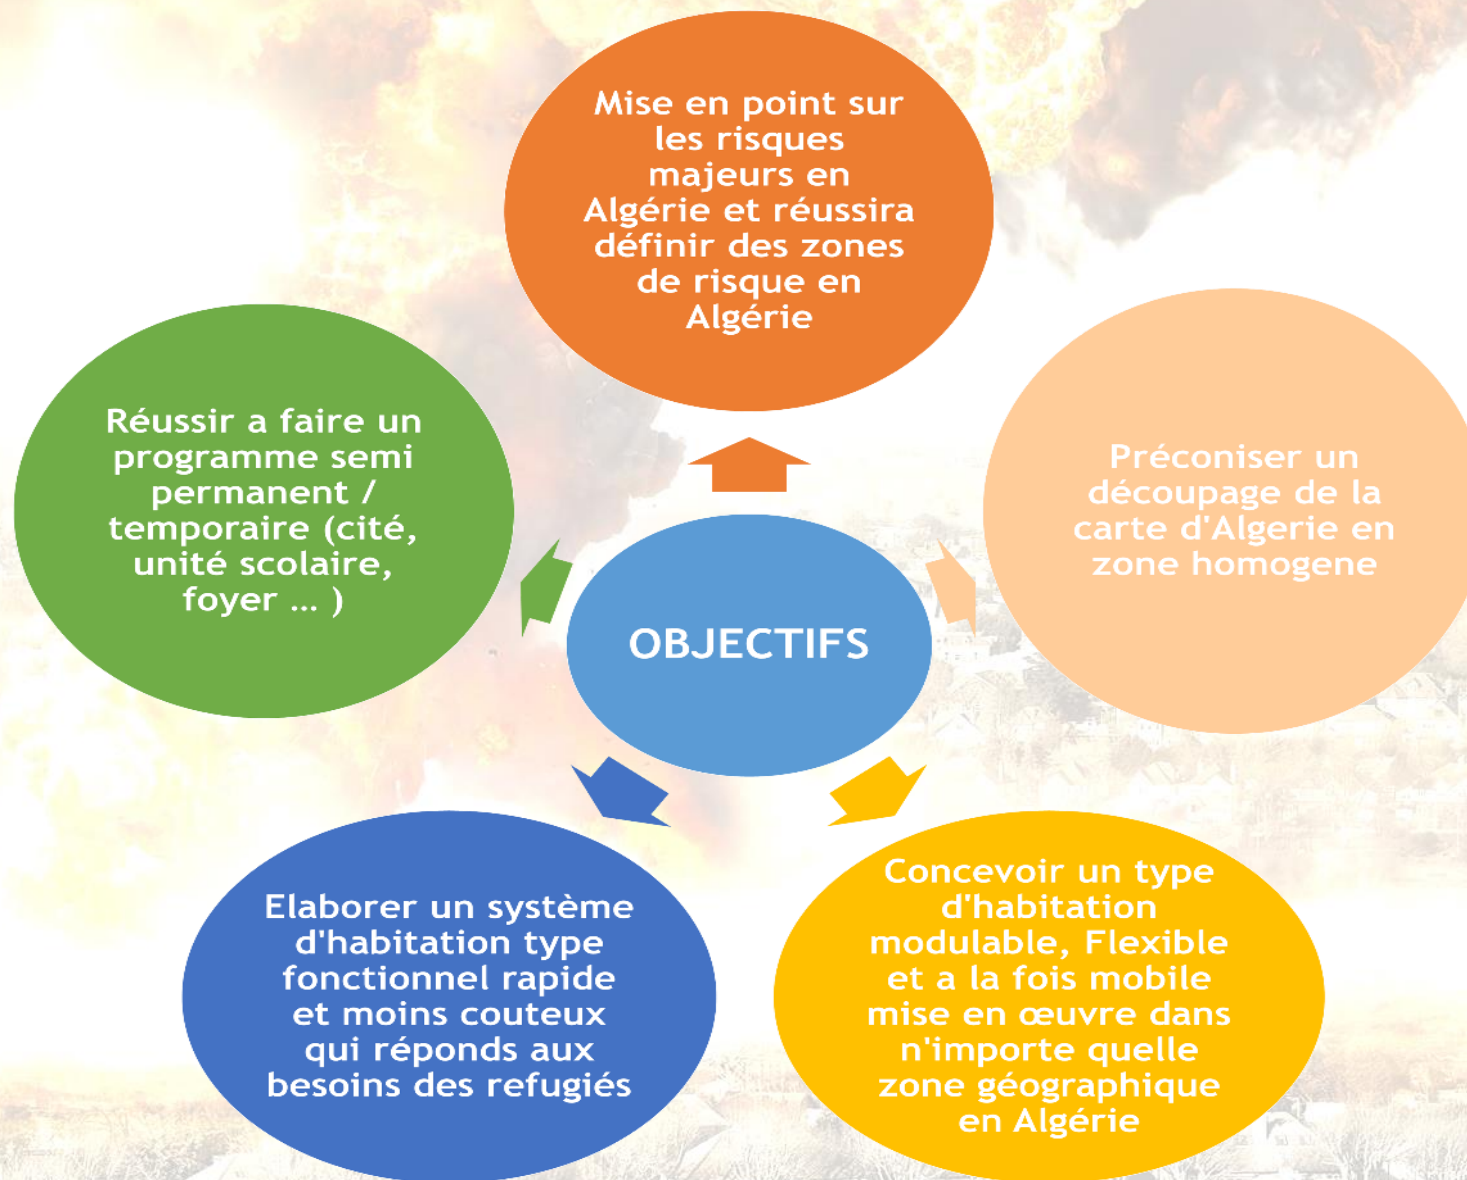 Mise en point sur
les risques
majeurs en
Algérie et réussira
définir des zones
de risque en
Algérie
Préconiser un
découpage de la
carte d'Algerie en
zone homogene
Concevoir un type
d'habitation
modulable, Flexible
et a la fois mobile
mise en œuvre dans
n'importe quelle
zone géographique
en Algérie
Elaborer un système
d'habitation type
fonctionnel rapide
et moins couteux
qui réponds aux
besoins des refugiés
Réussir a faire un
programme semi
permanent /
temporaire (cité,
unité scolaire,
foyer ... )
OBJECTIFS